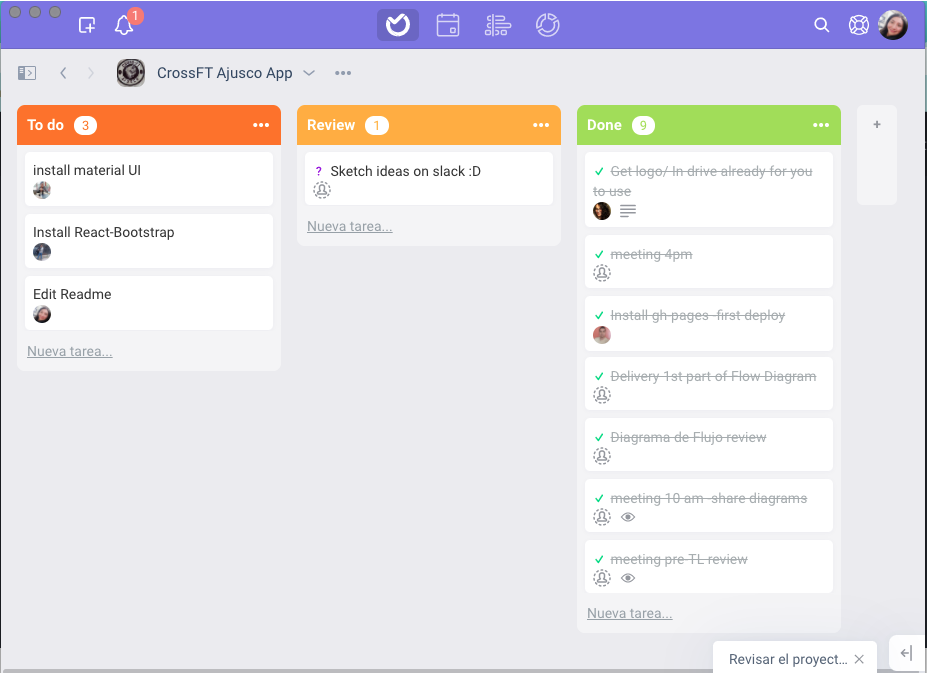 1
CrossFT Ajusco App
To do 3
install material UI
Install React-Bootstrap
Edit Readme
Nueva tarea...
Review 1
? Sketch ideas on slack :D
Nueva tarea...
Done 9
Get logo/ In drive already for you
to use
meeting 4pm
Install gh-pages -first deploy
Delivery 1st part of Flow Diagram
Diagrama de Flujo review
meeting 10 am -share diagrams
meeting pre-TL review
Nueva tarea...
+
Revisar el proyect...